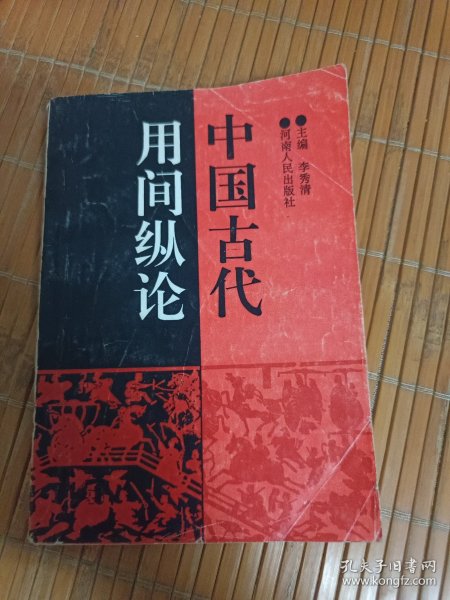 中国古代
用间纵论
●主编 李秀清
●河南人民出版社
孔夫子旧书网
www.kongfz.com